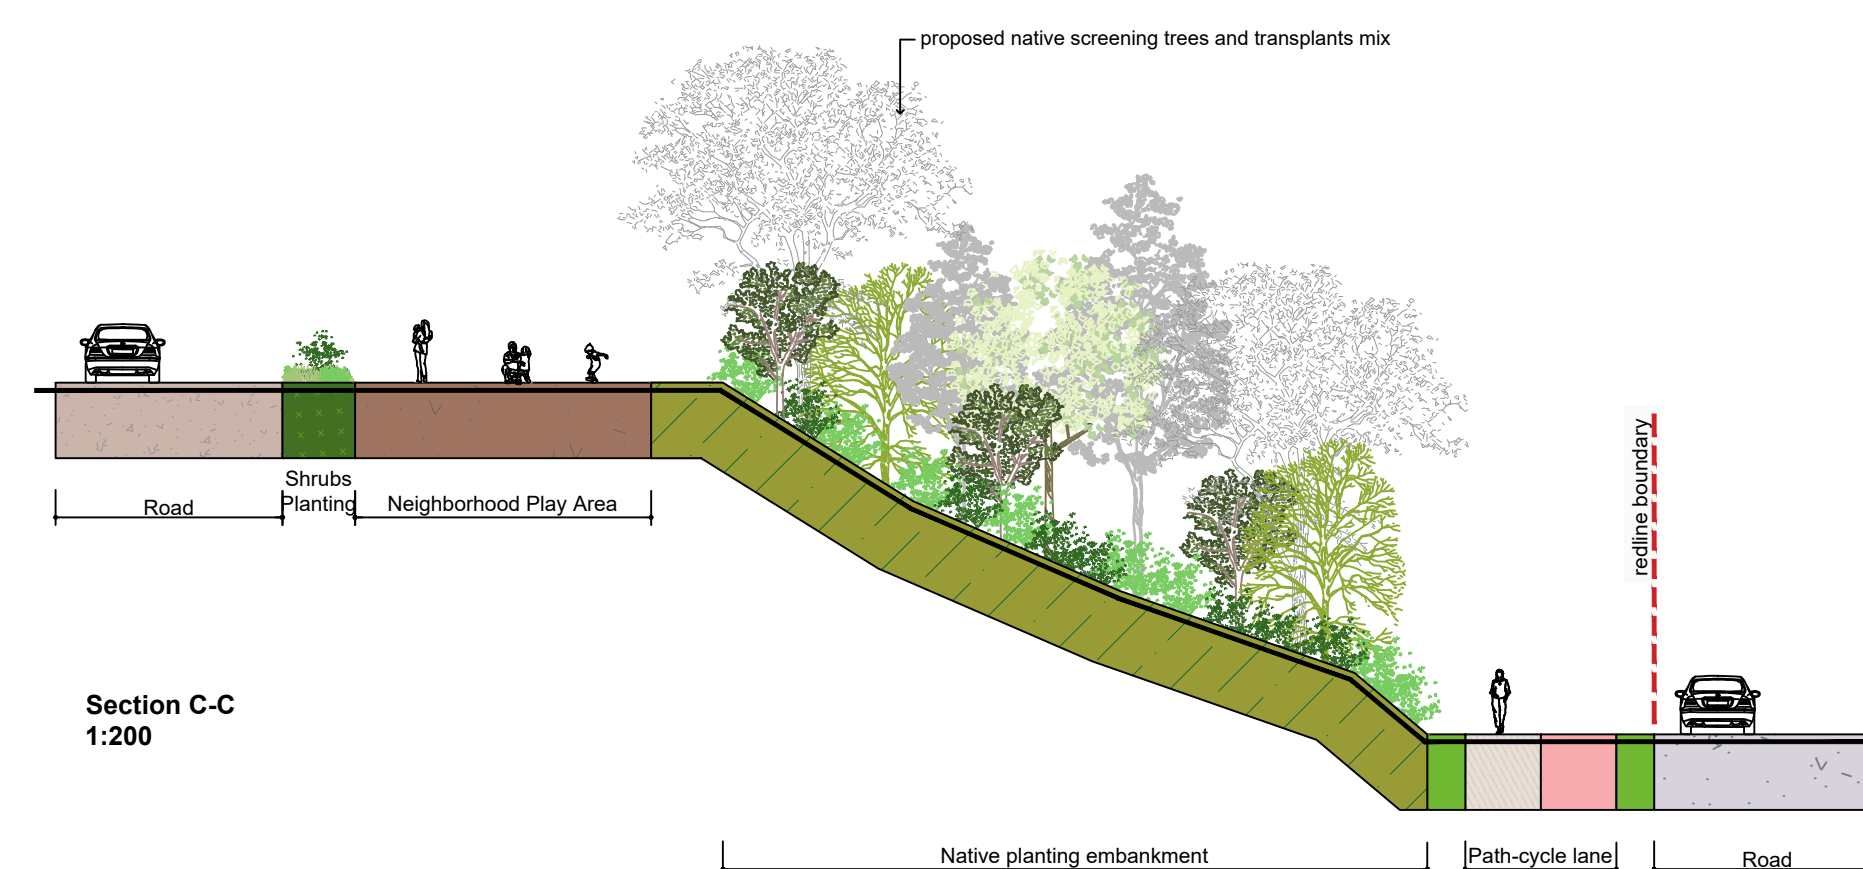 proposed native screening trees and transplants mix
redline boundary
Shrubs
Planting
Road
Neighborhood Play Area
Section C-C
1:200
Native planting embankment
Path-cycle lane
Road